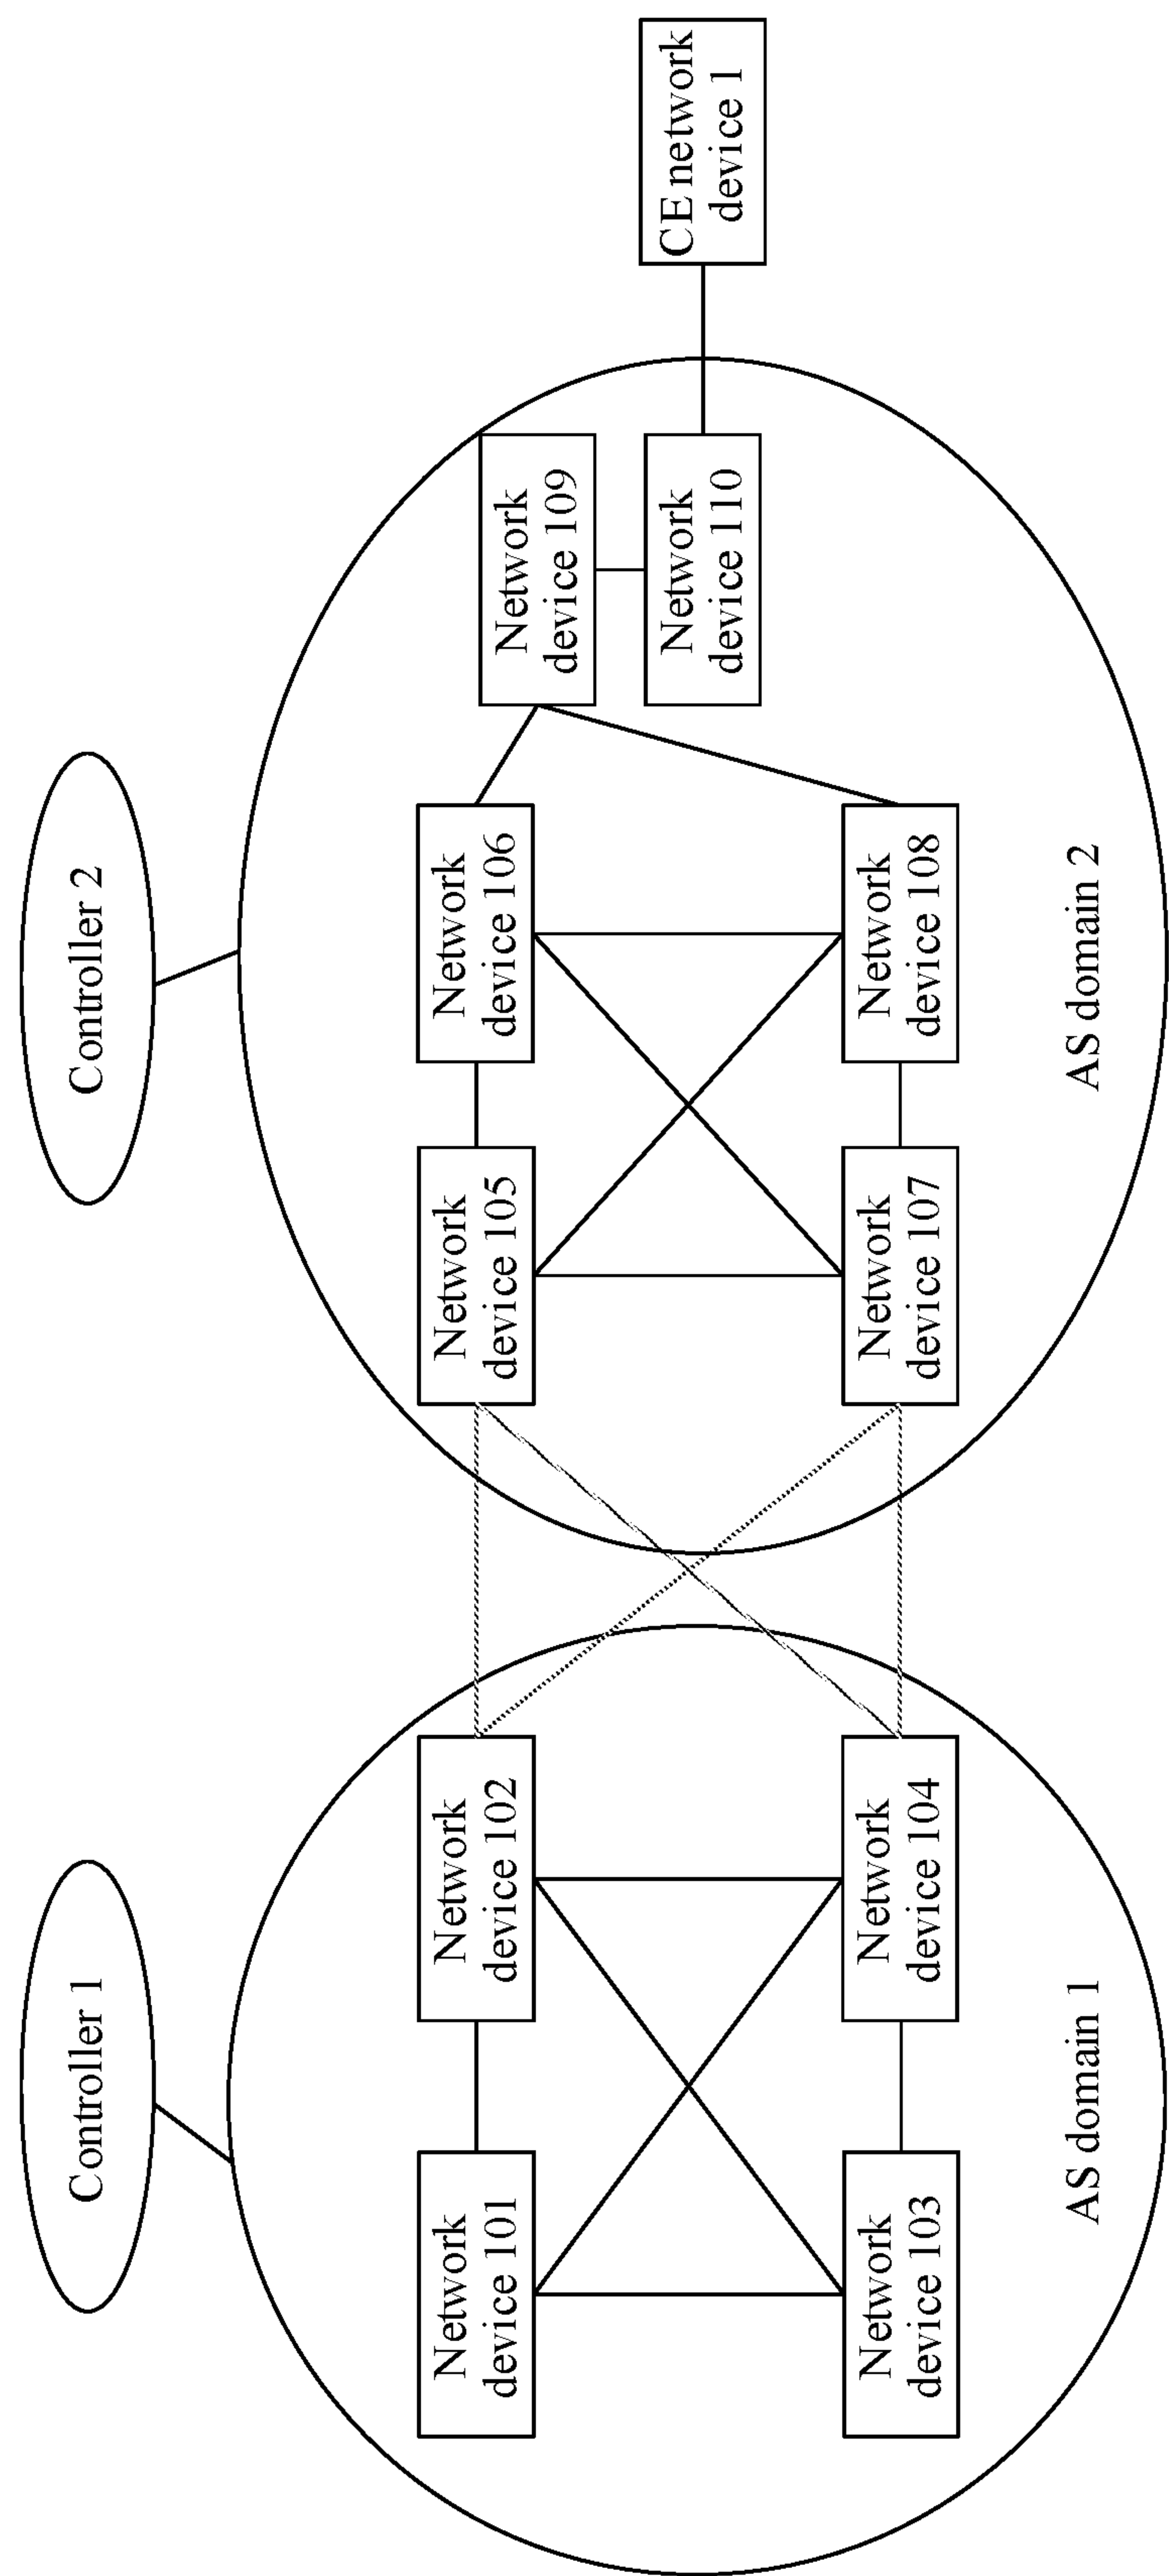 Controller 1
Controller 2
Network
device 101
Network
device 102
Network
device 103
Network
device 104
AS domain 1
Network
device 105
Network
device 106
Network
device 107
Network
device 108
Network
device 109
Network
device 110
AS domain 2
CE network
device 1